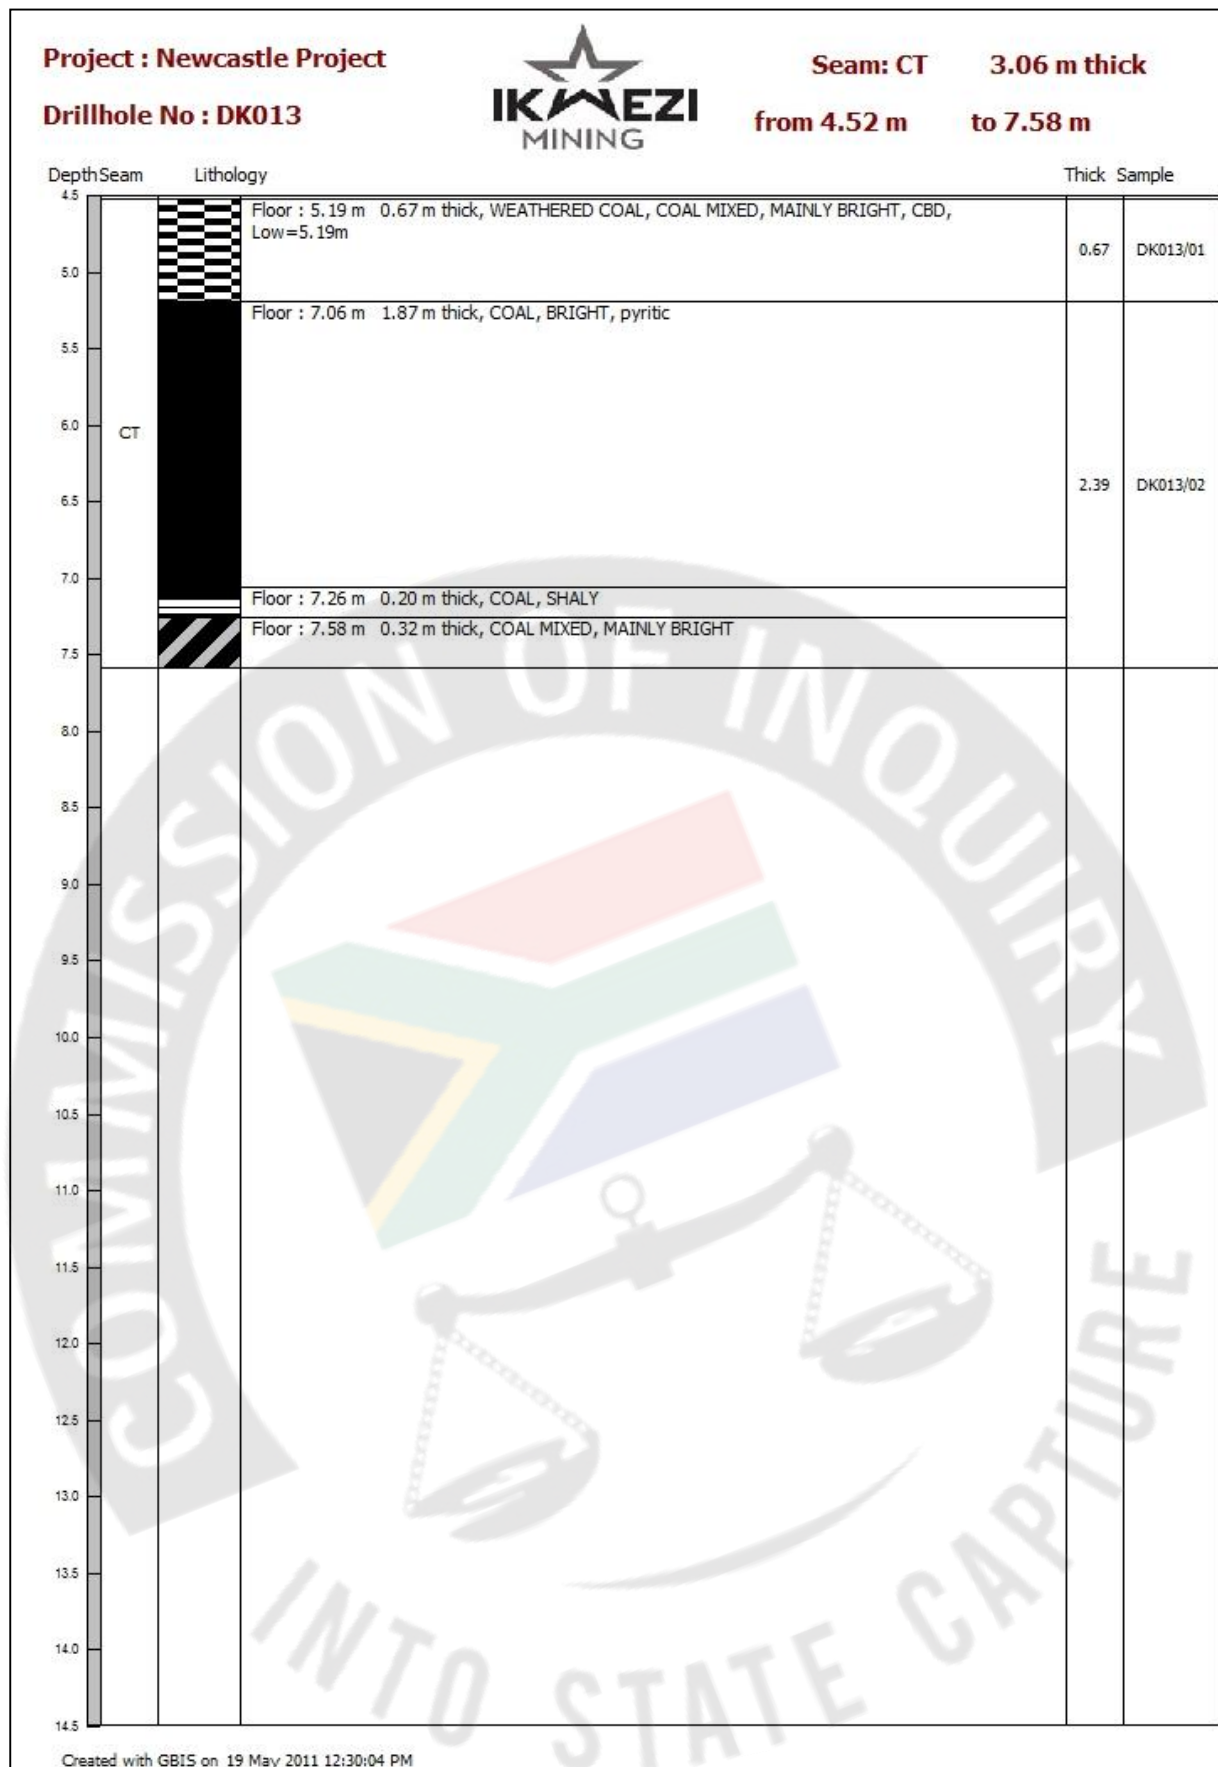 Project : Newcastle Project
Drillhole No : DK013
IKWEZI
MINING
Seam: CT 3.06 m thick
from 4.52 m to 7.58 m
Depth Seam Lithology Thick Sample
4.5
Floor : 5.19 m 0.67 m thick, WEATHERED COAL, COAL MIXED, MAINLY BRIGHT, CBD,
Low=5.19m
0.67 DK013/01
5.0
Floor : 7.06 m 1.87 m thick, COAL, BRIGHT, pyritic
5.5
6.0
CT
6.5
2.39 DK013/02
7.0
Floor : 7.26 m 0.20 m thick, COAL, SHALY
Floor : 7.58 m 0.32 m thick, COAL MIXED, MAINLY BRIGHT
7.5
8.0
8.5
9.0
9.5
10.0
10.5
11.0
11.5
12.0
12.5
13.0
13.5
14.0
14.5
COMMISSION OF INQUIRY
INTO STATE CAPTURE
Created with GBIS on 19 May 2011 12:30:04 PM